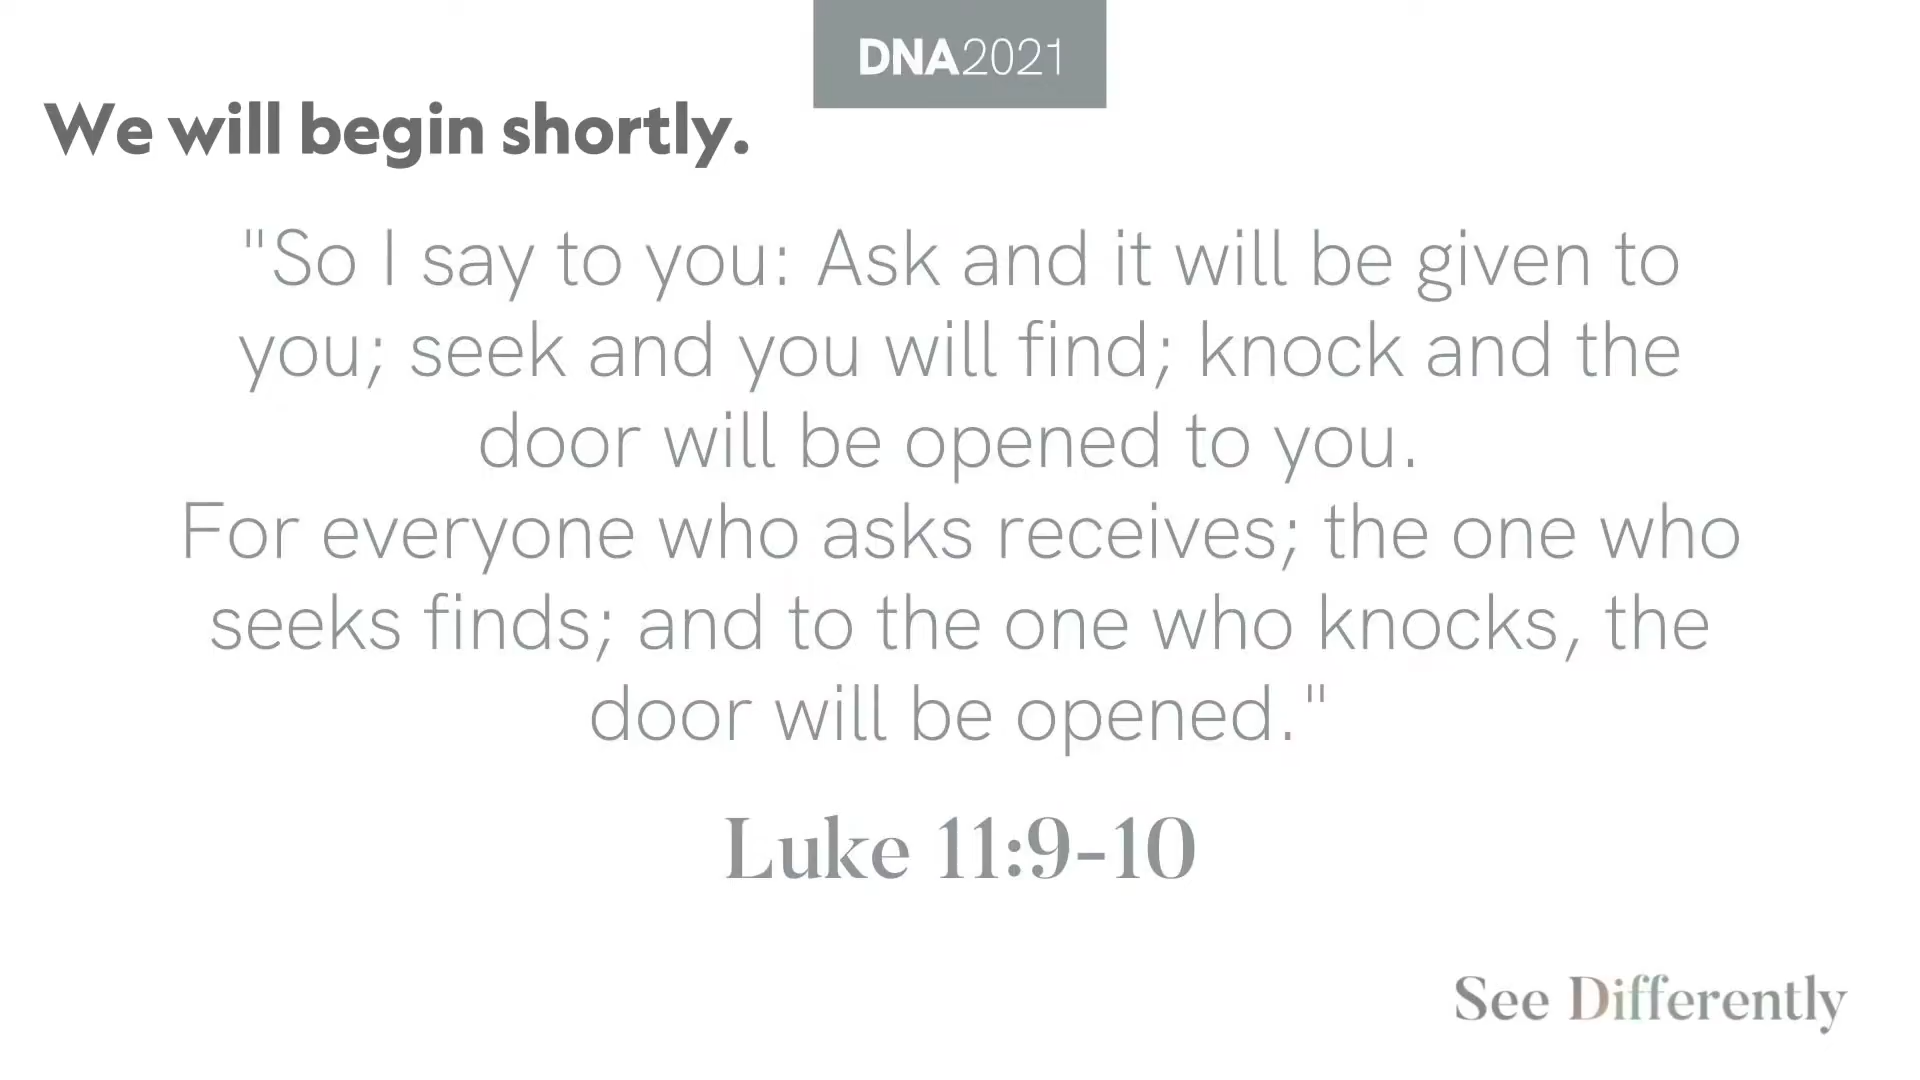 DNA2021
We will begin shortly.
"So I say to you: Ask and it will be given to
you; seek and you will find; knock and the
door will be opened to you.
For everyone who asks receives; the one who
seeks finds; and to the one who knocks, the
door will be opened."
Luke 11:9-10
See Differently